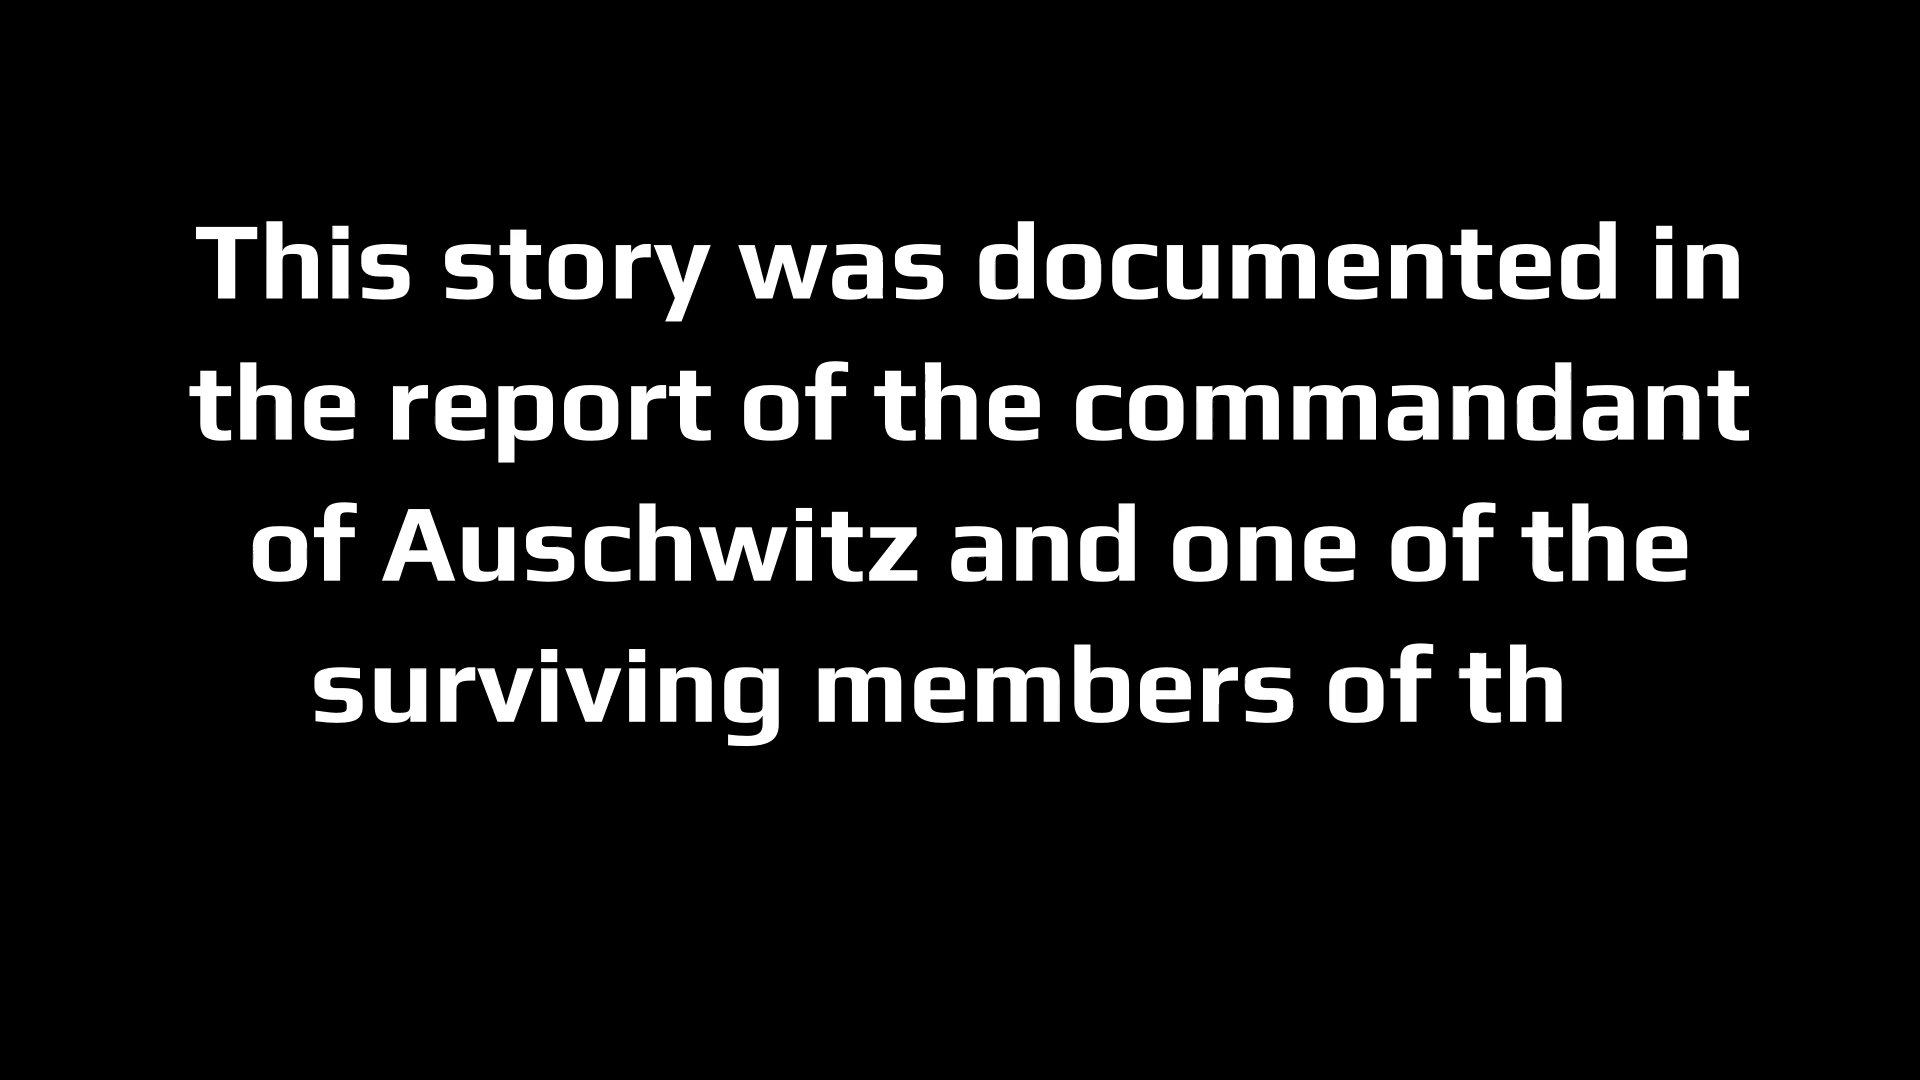 This story was documented in
the report of the commandant
of Auschwitz and one of the
surviving members of th